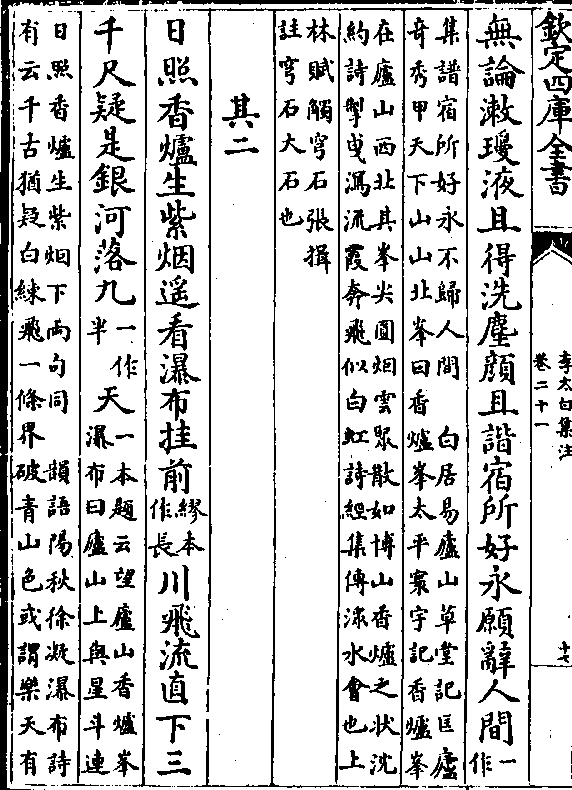 欽定四庫全書
李太白集注
卷二十一
十七
無論漱瓊液且得洗塵顔且諧宿所好永願辭人間一作
集譜宿所好永不歸人間　白居易廬山草堂記匡廬
奇秀甲天下山山北峯曰香爐峯太平寰宇記香爐峯
在廬山西北其峯尖圓烟雲聚散如博山香爐之狀沈
約詩掣曳瀉流霞奔飛似白虹詩經集傳潨水會也上
林賦觸穹石張揖
註穹石大石也
其二
日照香爐生紫烟遥看瀑布挂前繆本作長川飛流直下三
千尺疑是銀河落九一作半天一本題云望廬山香爐峯
瀑布曰廬山上與星斗連
日照香爐生紫烟下兩句同　韻語陽秋徐凝瀑布詩
有云千古猶疑白練飛一條界破青山色或謂樂天有